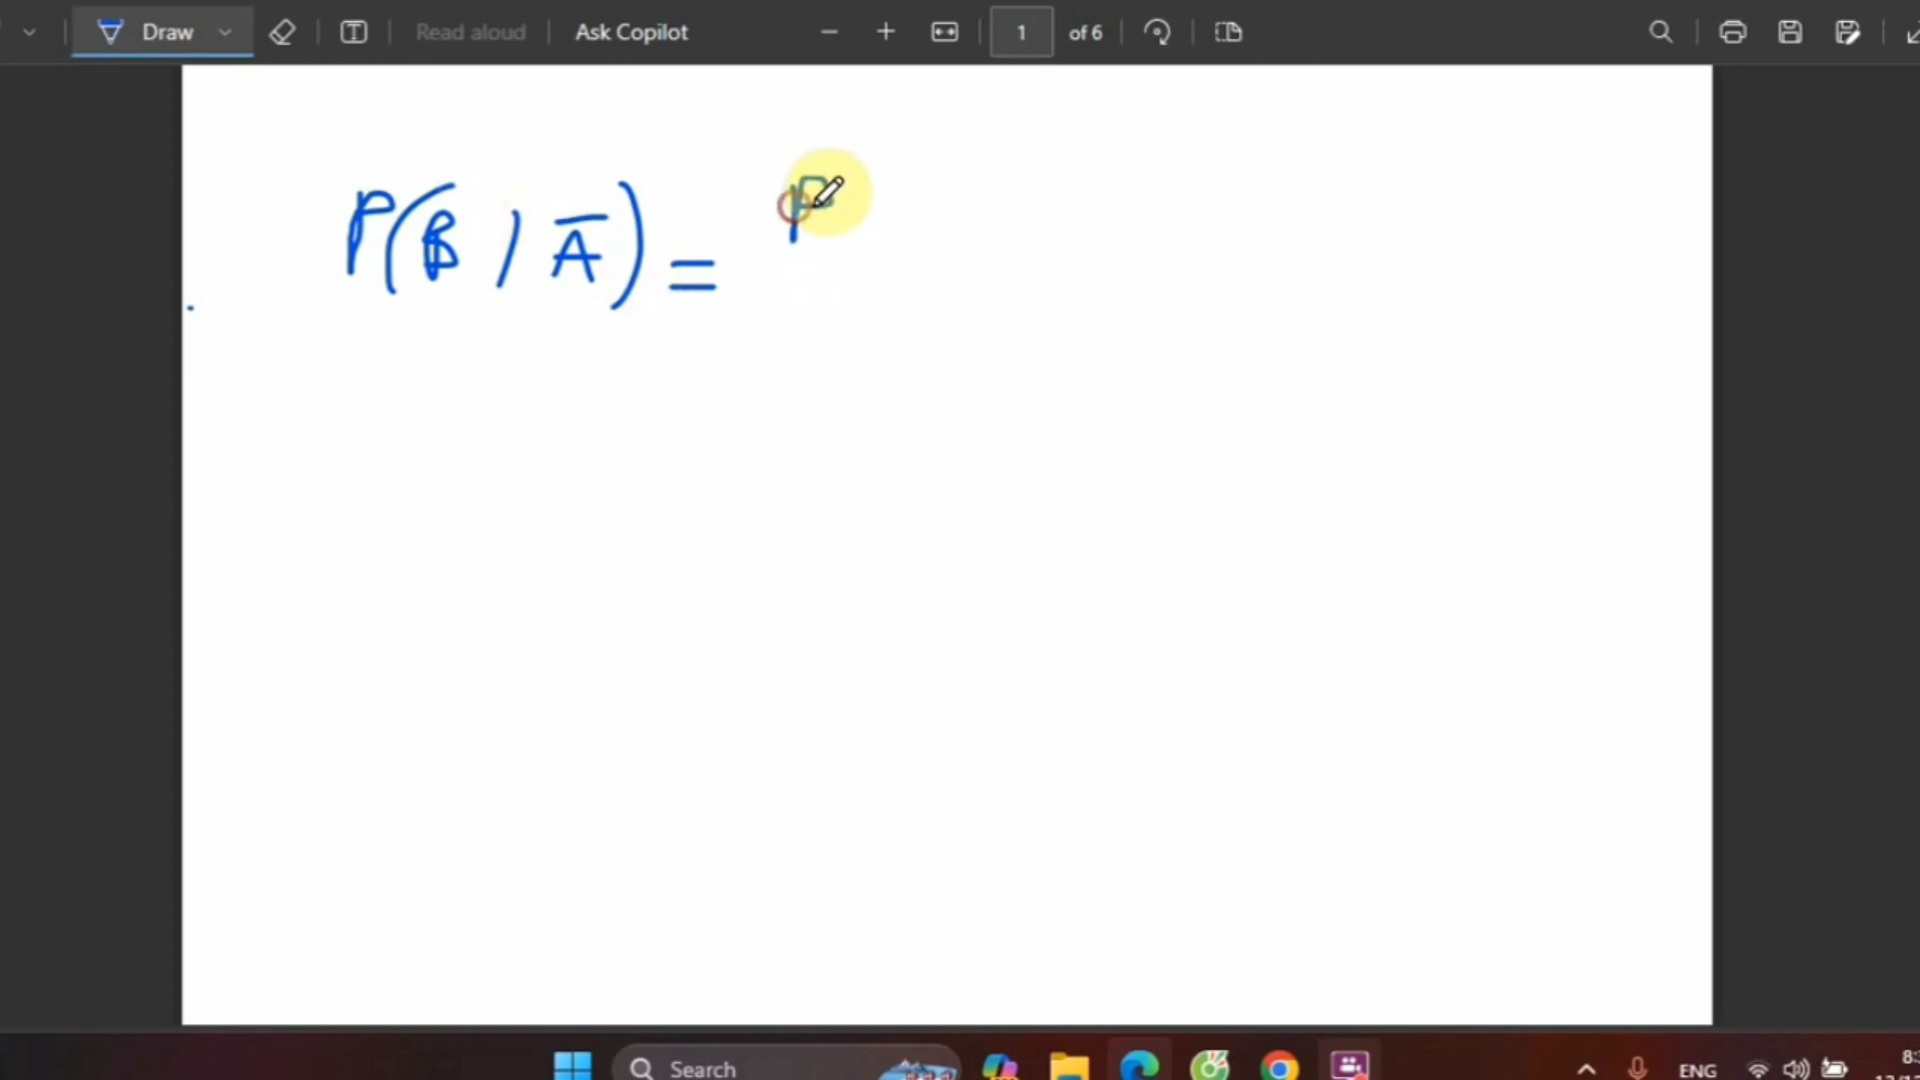 Draw Read aloud Ask Copilot 1 of 6
P(B / A̅) = P
Search ENG